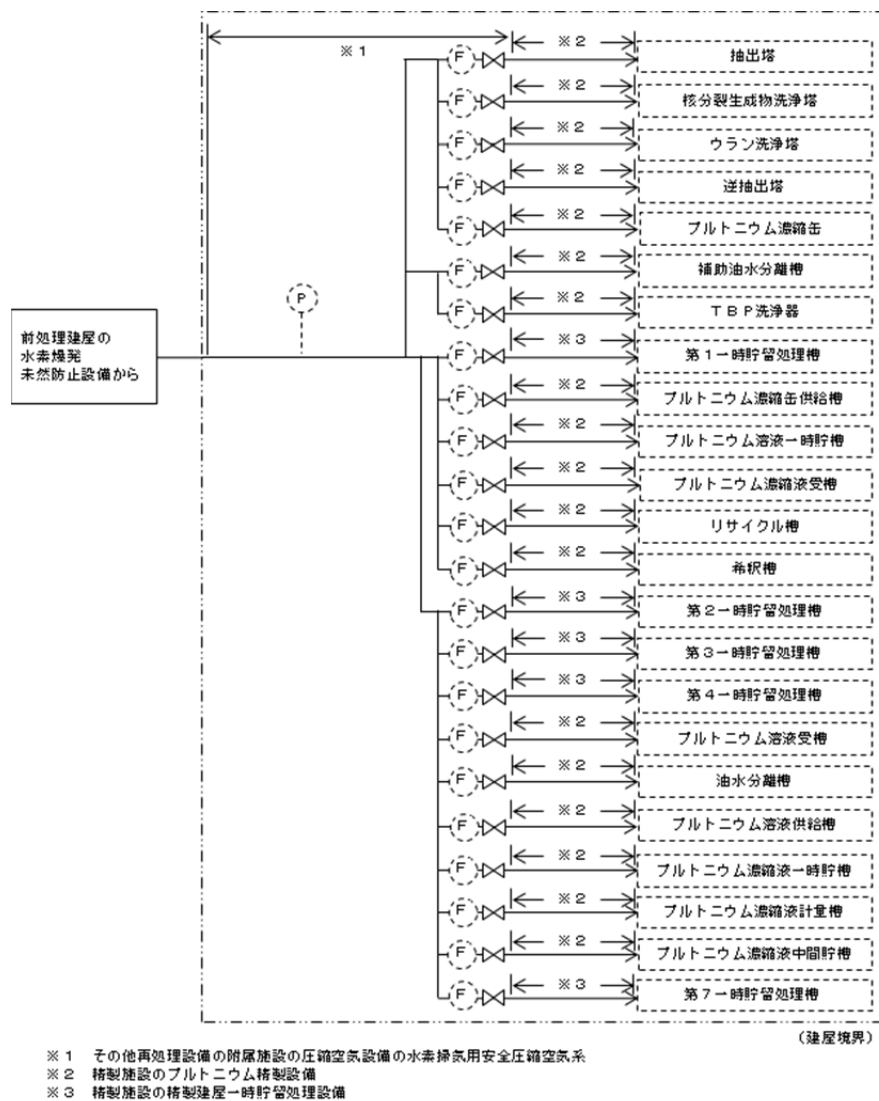 ※１
Ｆ ※２ 抽出塔
Ｆ ※２ 核分裂生成物洗浄塔
Ｆ ※２ ウラン洗浄塔
Ｆ ※２ 逆抽出塔
Ｆ ※２ プルトニウム濃縮缶
Ｆ ※２ 補助油水分離槽
Ｆ ※２ ＴＢＰ洗浄器
Ｐ
前処理建屋の
水素爆発
未然防止設備から
Ｆ ※３ 第１一時貯留処理槽
Ｆ ※２ プルトニウム濃縮缶供給槽
Ｆ ※２ プルトニウム溶液一時貯槽
Ｆ ※２ プルトニウム濃縮液受槽
Ｆ ※２ リサイクル槽
Ｆ ※２ 希釈槽
Ｆ ※３ 第２一時貯留処理槽
Ｆ ※３ 第３一時貯留処理槽
Ｆ ※３ 第４一時貯留処理槽
Ｆ ※２ プルトニウム溶液受槽
Ｆ ※２ 油水分離槽
Ｆ ※２ プルトニウム溶液供給槽
Ｆ ※２ プルトニウム濃縮液一時貯槽
Ｆ ※２ プルトニウム濃縮液計量槽
Ｆ ※２ プルトニウム濃縮液中間貯槽
Ｆ ※３ 第７一時貯留処理槽
（建屋境界）
※１　その他再処理設備の附属施設の圧縮空気設備の水素掃気用安全圧縮空気系
※２　精製施設のプルトニウム精製設備
※３　精製施設の精製建屋一時貯留処理設備